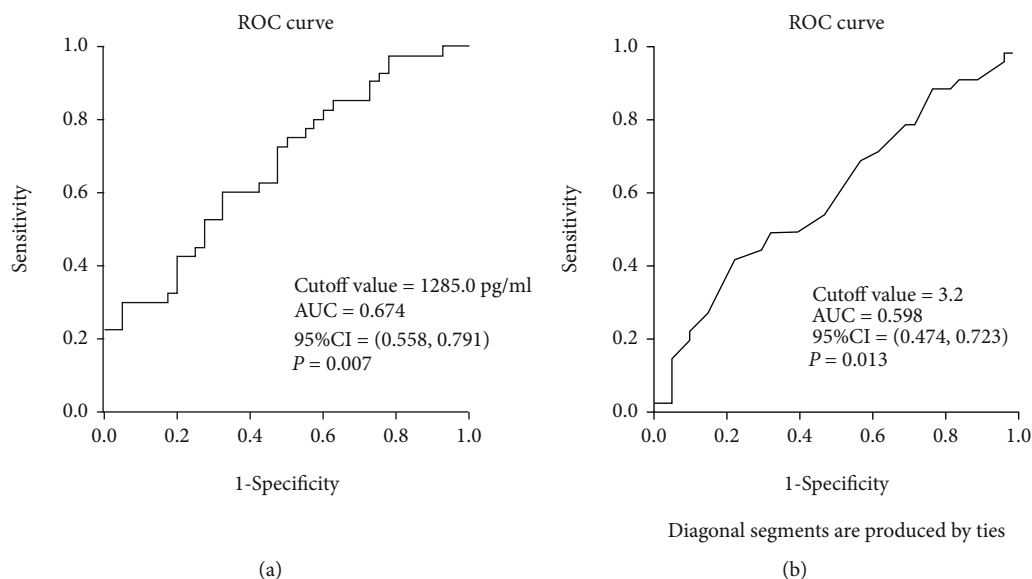 ROC curve
1.0
0.8
0.6
0.4
0.2
0.0
Sensitivity
Cutoff value = 1285.0 pg/ml
AUC = 0.674
95%CI = (0.558, 0.791)
P = 0.007
0.0 0.2 0.4 0.6 0.8 1.0
1-Specificity
(a)
ROC curve
1.0
0.8
0.6
0.4
0.2
0.0
Sensitivity
Cutoff value = 3.2
AUC = 0.598
95%CI = (0.474, 0.723)
P = 0.013
0.0 0.2 0.4 0.6 0.8 1.0
1-Specificity
Diagonal segments are produced by ties
(b)